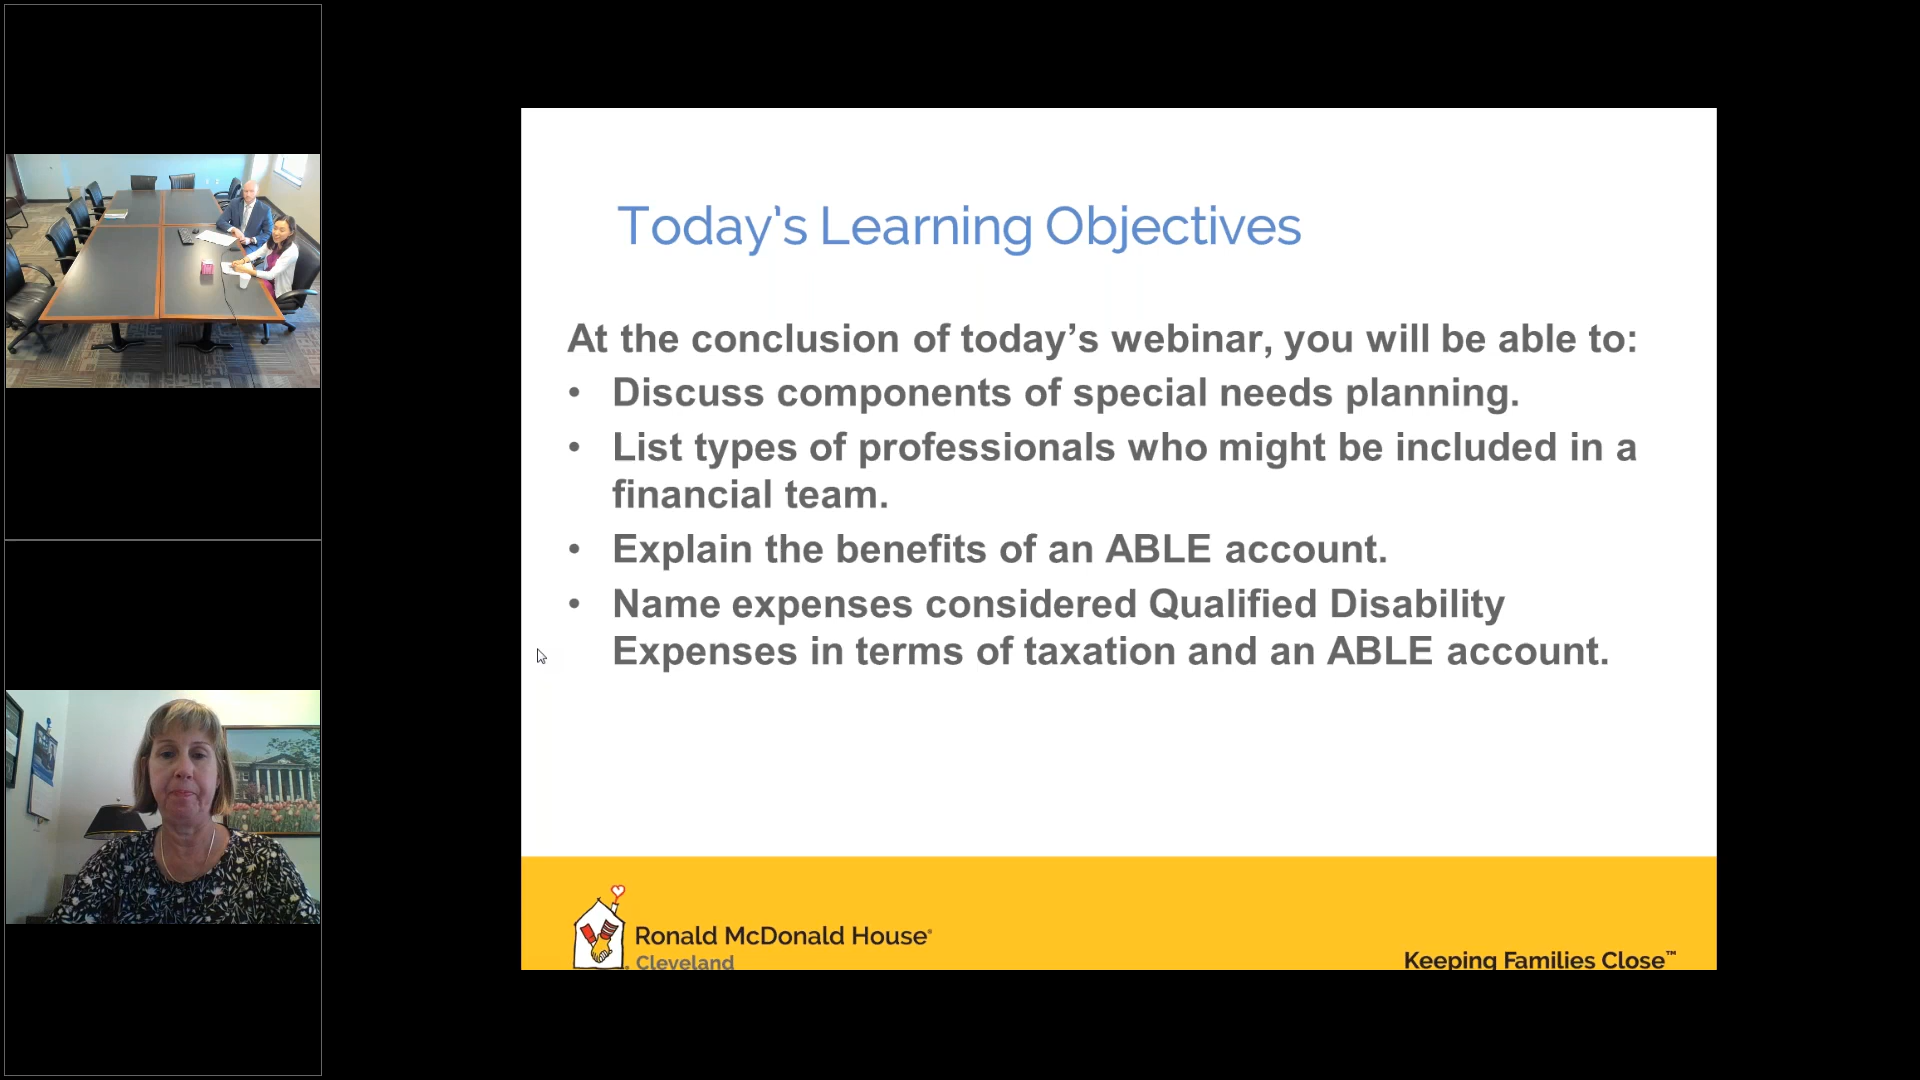 Today's Learning Objectives
At the conclusion of today's webinar, you will be able to:
• Discuss components of special needs planning.
• List types of professionals who might be included in a
financial team.
• Explain the benefits of an ABLE account.
• Name expenses considered Qualified Disability
Expenses in terms of taxation and an ABLE account.
Ronald McDonald House®
Cleveland
Keeping Families Close™